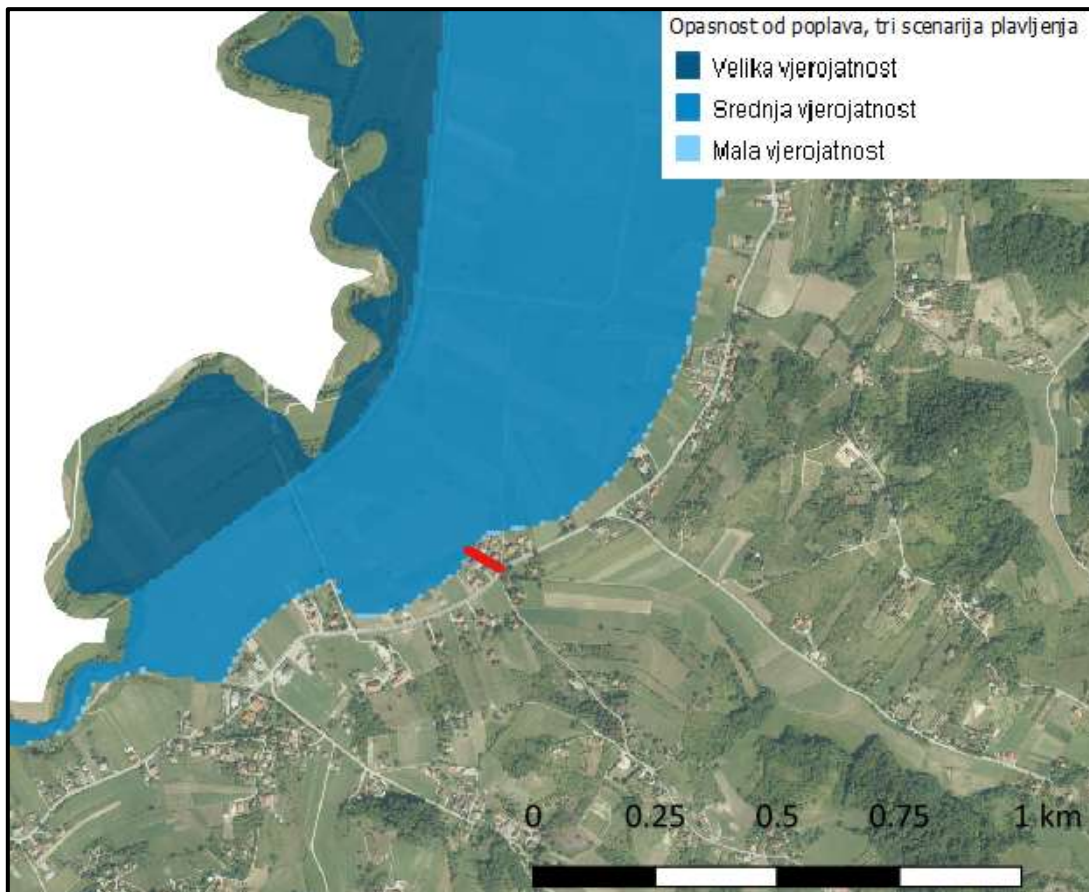 Opasnost od poplava, tri scenarija plavljenja
Velika vjerojatnost
Srednja vjerojatnost
Mala vjerojatnost
0 0.25 0.5 0.75 1 km